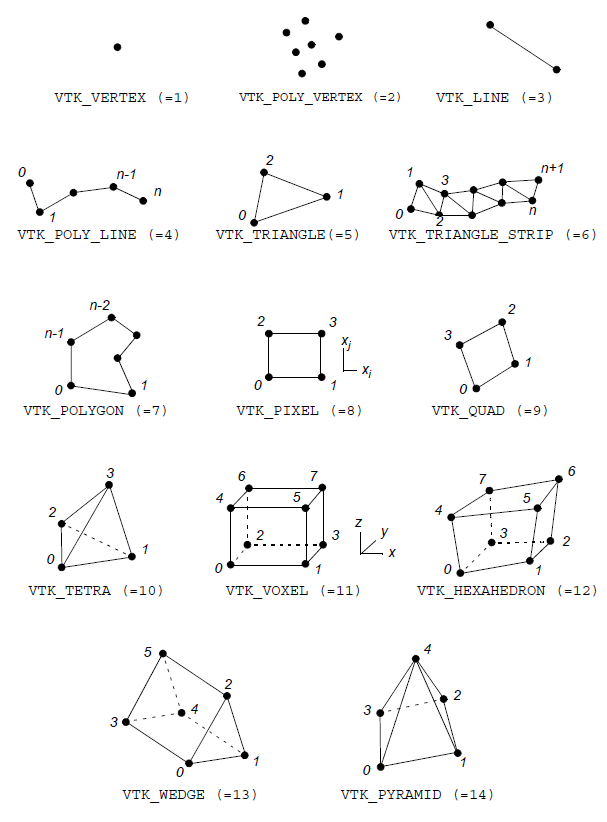 VTK_VERTEX (=1)
VTK_POLY_VERTEX (=2)
VTK_LINE (=3)
0
1
n-1
n
VTK_POLY_LINE (=4)
2
1
0
VTK_TRIANGLE(=5)
1
3
n+1
0
2
n
VTK_TRIANGLE_STRIP (=6)
n-2
n-1
0
1
VTK_POLYGON (=7)
2
3
xj
xi
0
1
VTK_PIXEL (=8)
2
3
1
0
VTK_QUAD (=9)
3
2
0
1
VTK_TETRA (=10)
6
7
4
5
2
3
0
1
z
y
x
VTK_VOXEL (=11)
7
6
4
5
3
2
0
1
VTK_HEXAHEDRON (=12)
5
2
4
3
1
0
VTK_WEDGE (=13)
4
2
3
0
1
VTK_PYRAMID (=14)